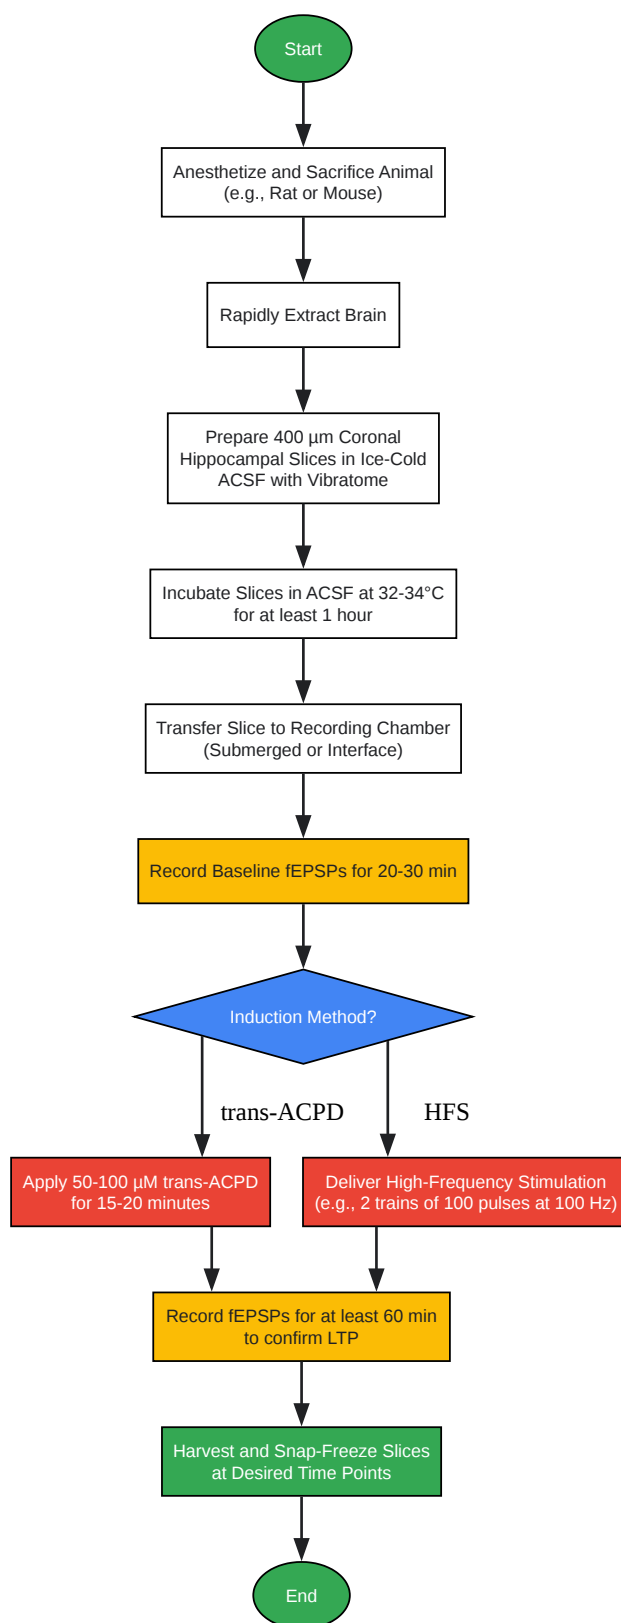 Start
Anesthetize and Sacrifice Animal
(e.g., Rat or Mouse)
Rapidly Extract Brain
Prepare 400 µm Coronal
Hippocampal Slices in Ice-Cold
ACSF with Vibratome
Incubate Slices in ACSF at 32-34°C
for at least 1 hour
Transfer Slice to Recording Chamber
(Submerged or Interface)
Record Baseline fEPSPs for 20-30 min
Induction Method?
trans-ACPD
HFS
Apply 50-100 µM trans-ACPD
for 15-20 minutes
Deliver High-Frequency Stimulation
(e.g., 2 trains of 100 pulses at 100 Hz)
Record fEPSPs for at least 60 min
to confirm LTP
Harvest and Snap-Freeze Slices
at Desired Time Points
End